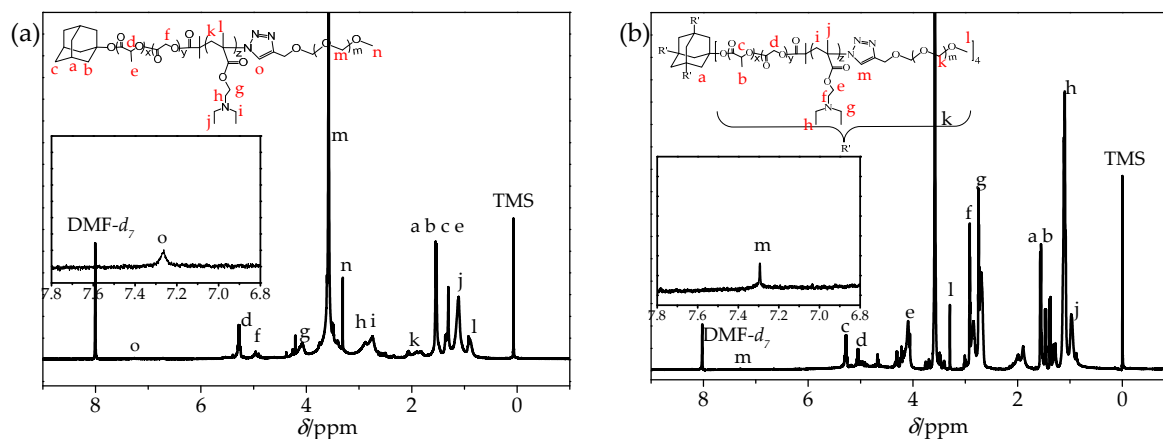 (a)
O
O
O
O
O
O
N=N
N
O
O
O
d
x
e
f
y
k
l
z
o
m
m
n
c
a
b
O
O
h
g
N
j
i
m
DMF-d7
o
7.8 7.6 7.4 7.2 7.0 6.8
TMS
a b c e
n
j
d
f
g
h i
k
l
o
8 6 4 2 0
δ/ppm
(b)
R'
R'
R'
a
[
O
O
c
b
x
d
y
i
j
z
N
N=N
m
O
O
O
k
m
l
]4
O
O
f
e
N
h
g
R'
k
h
TMS
g
f
m
7.8 7.6 7.4 7.2 7.0 6.8
a b
l
DMF-d7
m
c
d
e
j
8 6 4 2 0
δ/ppm